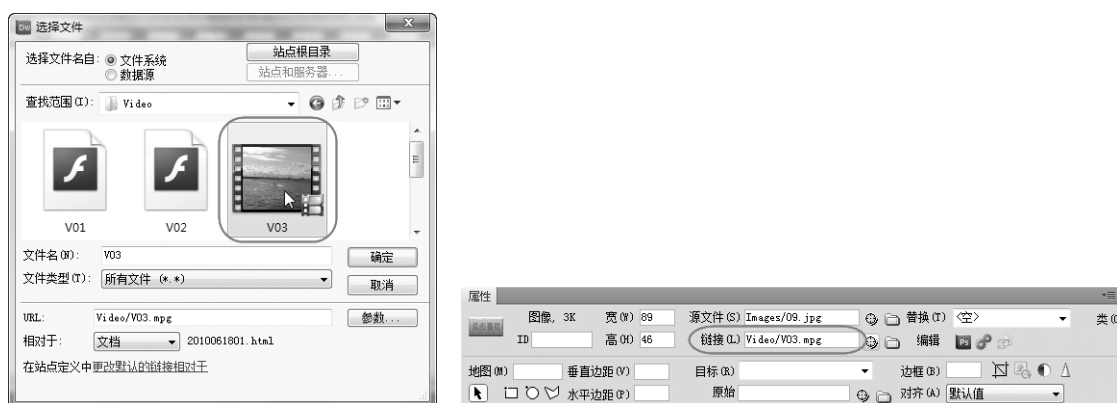 选择文件
选择文件名自: 文件系统 站点根目录
数据源 站点和服务器...
查找范围(I): Video
V01 V02 V03
文件名(N): V03 确定
文件类型(T): 所有文件 (*.*) 取消
URL: Video/V03.mpg 参数...
相对于: 文档 2010061801.html
在站点定义中更改默认的链接相对于
属性
图像, 3K 宽(W) 89 源文件(S) Images/09.jpg 替换(T) <空> 类(C
ID 高(H) 46 链接(L) Video/V03.mpg 编辑 Ps
地图(M) 垂直边距(V) 目标(R) 边框(B)
水平边距(P) 原始 对齐(A) 默认值